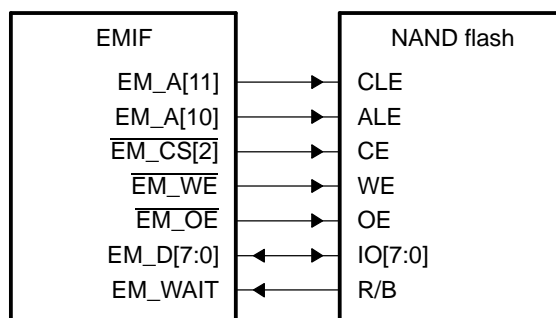 EMIF NAND flash
EM_A[11] CLE
EM_A[10] ALE
EM_CS[2] CE
EM_WE WE
EM_OE OE
EM_D[7:0] IO[7:0]
EM_WAIT R/B